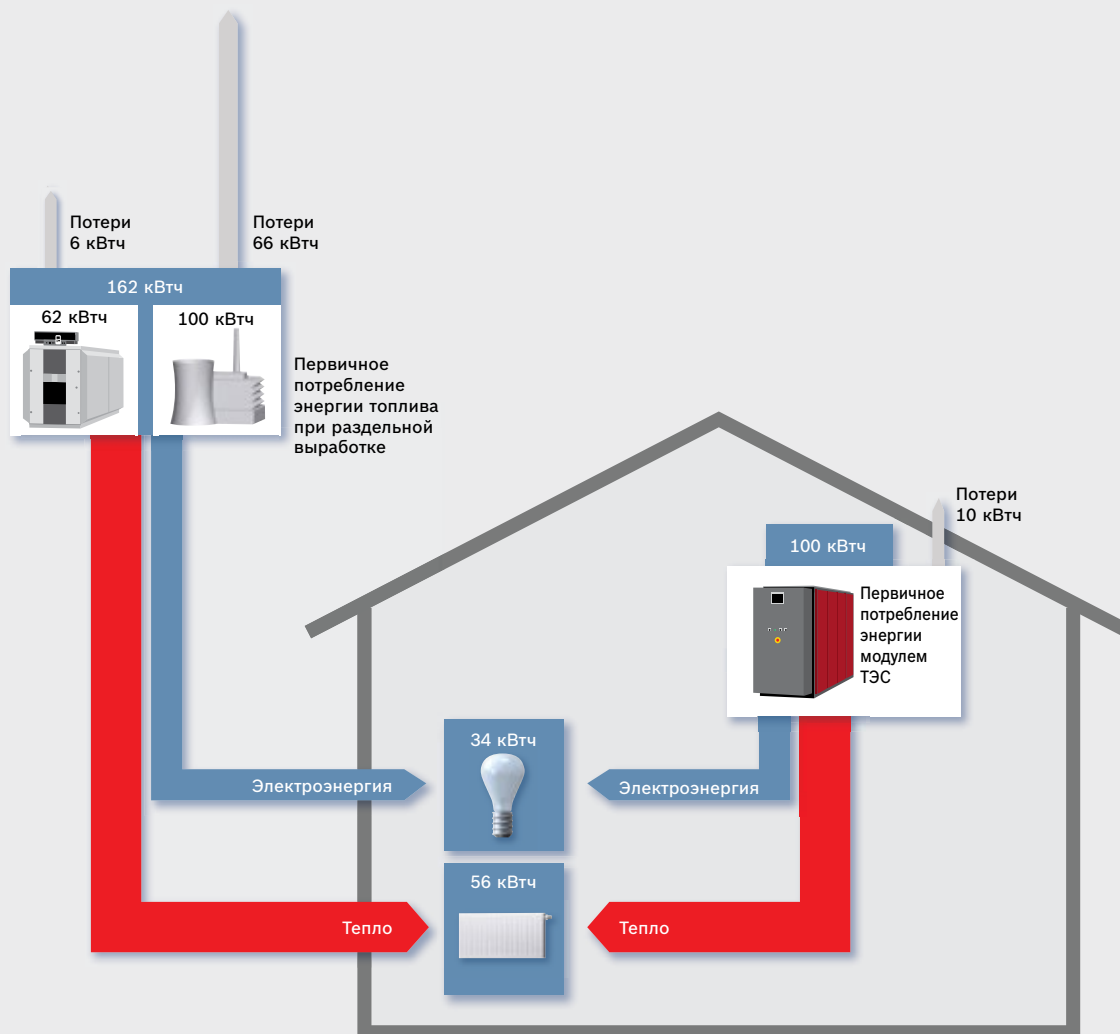 Потери
6 кВтч
Потери
66 кВтч
162 кВтч
62 кВтч
100 кВтч
Первичное
потребление
энергии топлива
при раздельной
выработке
Потери
10 кВтч
100 кВтч
Первичное
потребление
энергии
модулем
ТЭС
34 кВтч
Электроэнергия
Электроэнергия
56 кВтч
Тепло
Тепло